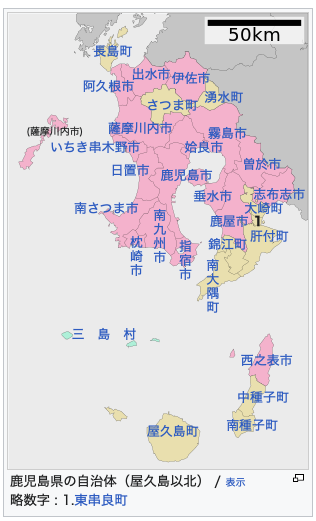 50km
長島町
出水市
伊佐市
阿久根市
湧水町
さつま町
(薩摩川内市)
薩摩川内市
霧島市
いちき串木野市
姶良市
曽於市
日置市
鹿児島市
垂水市
志布志市
南さつま市
大崎町
南九州市
鹿屋市
1
肝付町
枕崎市
指宿市
錦江町
南大隅町
三島村
西之表市
中種子町
南種子町
屋久島町
鹿児島県の自治体（屋久島以北） / 表示
略数字：1.東串良町